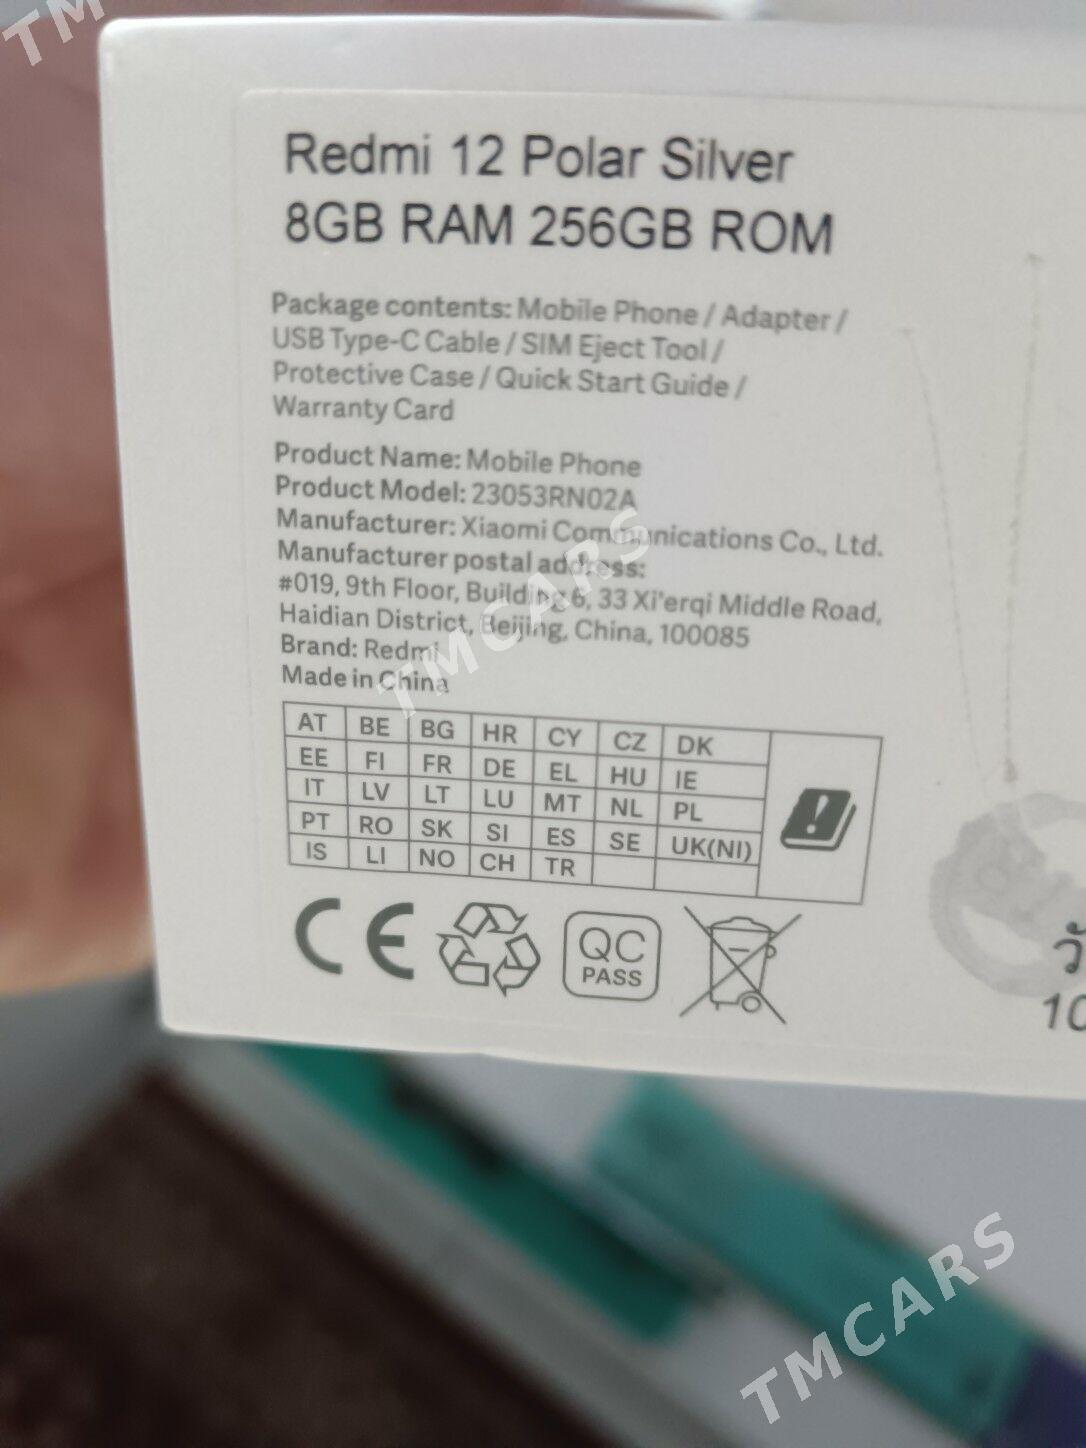 Redmi 12 Polar Silver
8GB RAM 256GB ROM
Package contents: Mobile Phone / Adapter /
USB Type-C Cable / SIM Eject Tool /
Protective Case / Quick Start Guide /
Warranty Card
Product Name: Mobile Phone
Product Model: 23053RN02A
Manufacturer: Xiaomi Communications Co., Ltd.
Manufacturer postal address:
#019, 9th Floor, Building 6, 33 Xi'erqi Middle Road,
Haidian District, Beijing, China, 100085
Brand: Redmi
Made in China
AT BE BG HR CY CZ DK
EE FI FR DE EL HU IE
IT LV LT LU MT NL PL
PT RO SK SI ES SE UK(NI)
IS LI NO CH TR
CE QC
PASS
TMCARS
TMCARS